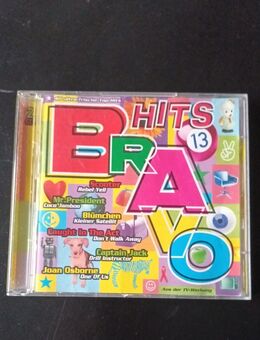 HITS
13
BRAVO
Scooter
Rebel Yell
Mr.President
Coco Jamboo
Blümchen
Kleiner Satellit
Caught In The Act
Don't Walk Away
Captain Jack
Drill Instructor
Joan Osborne
One Of Us
Aus der TV-Werbung